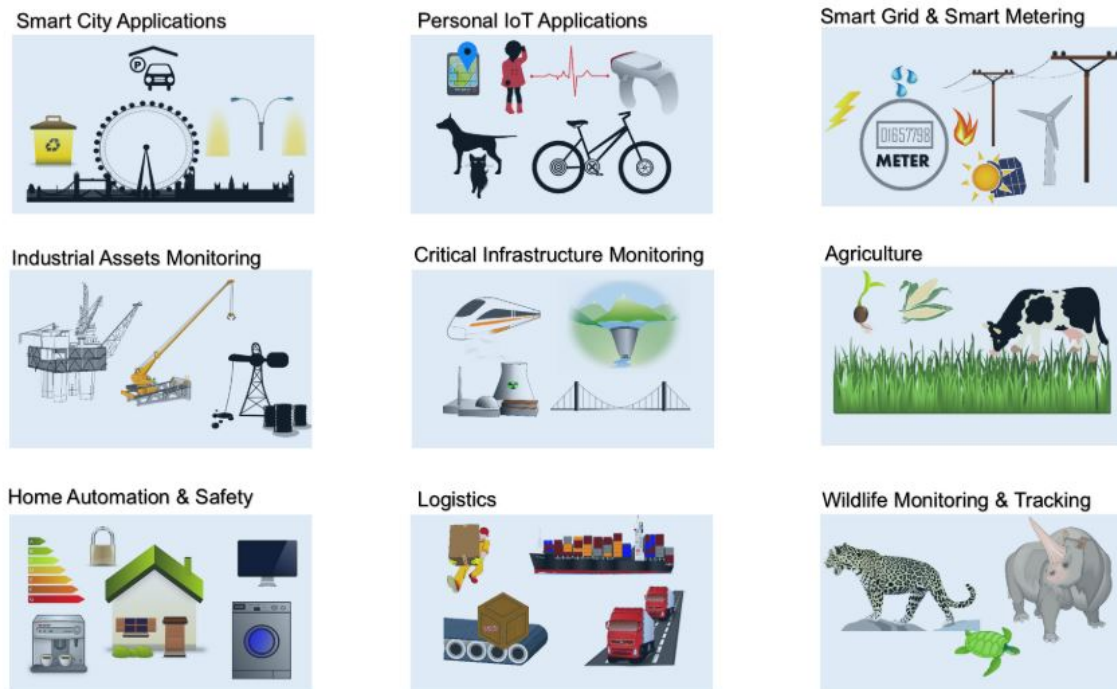 Smart City Applications
Personal IoT Applications
Smart Grid & Smart Metering
P
01657798
METER
Industrial Assets Monitoring
Critical Infrastructure Monitoring
Agriculture
Home Automation & Safety
Logistics
Wildlife Monitoring & Tracking